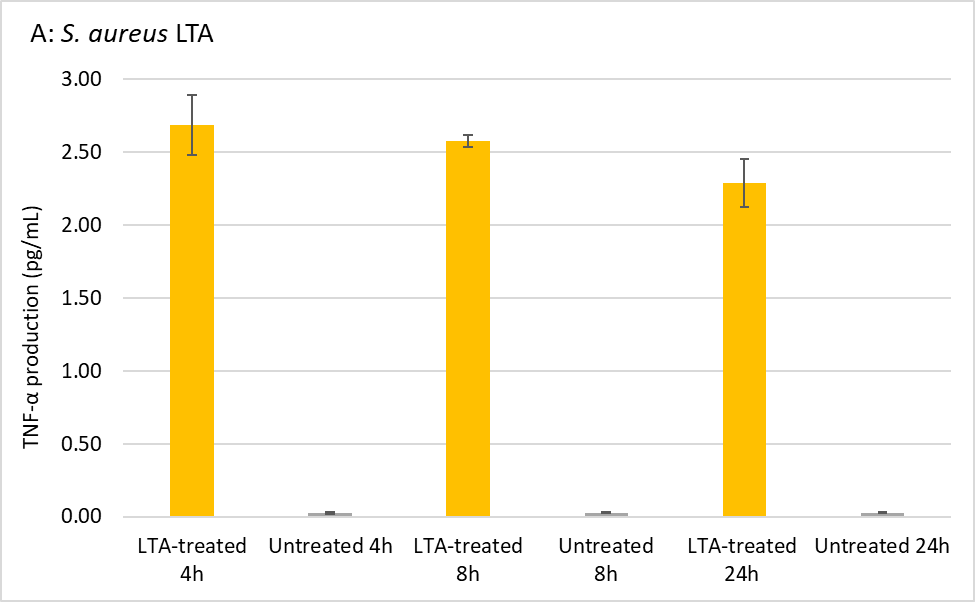 A: S. aureus LTA
TNF-α production (pg/mL)
3.00
2.50
2.00
1.50
1.00
0.50
0.00
LTA-treated 4h
Untreated 4h
LTA-treated 8h
Untreated 8h
LTA-treated 24h
Untreated 24h